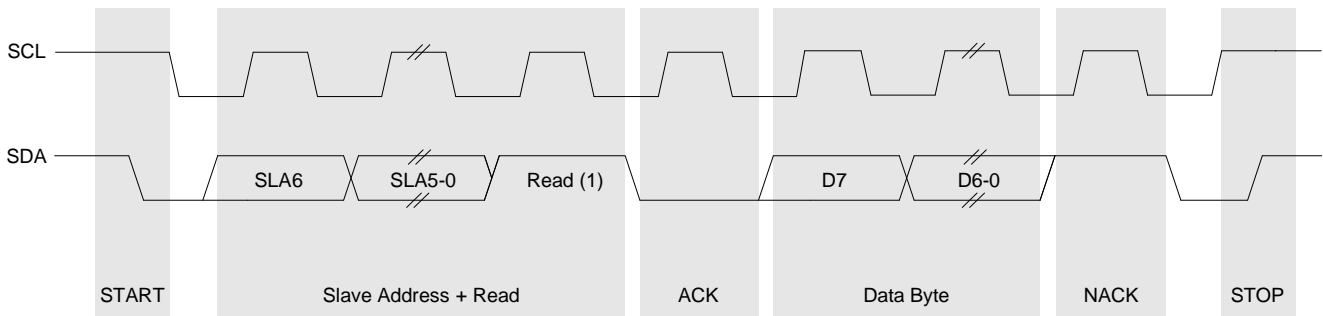 SCL
SDA
SLA6 SLA5-0 Read (1) D7 D6-0
START Slave Address + Read ACK Data Byte NACK STOP